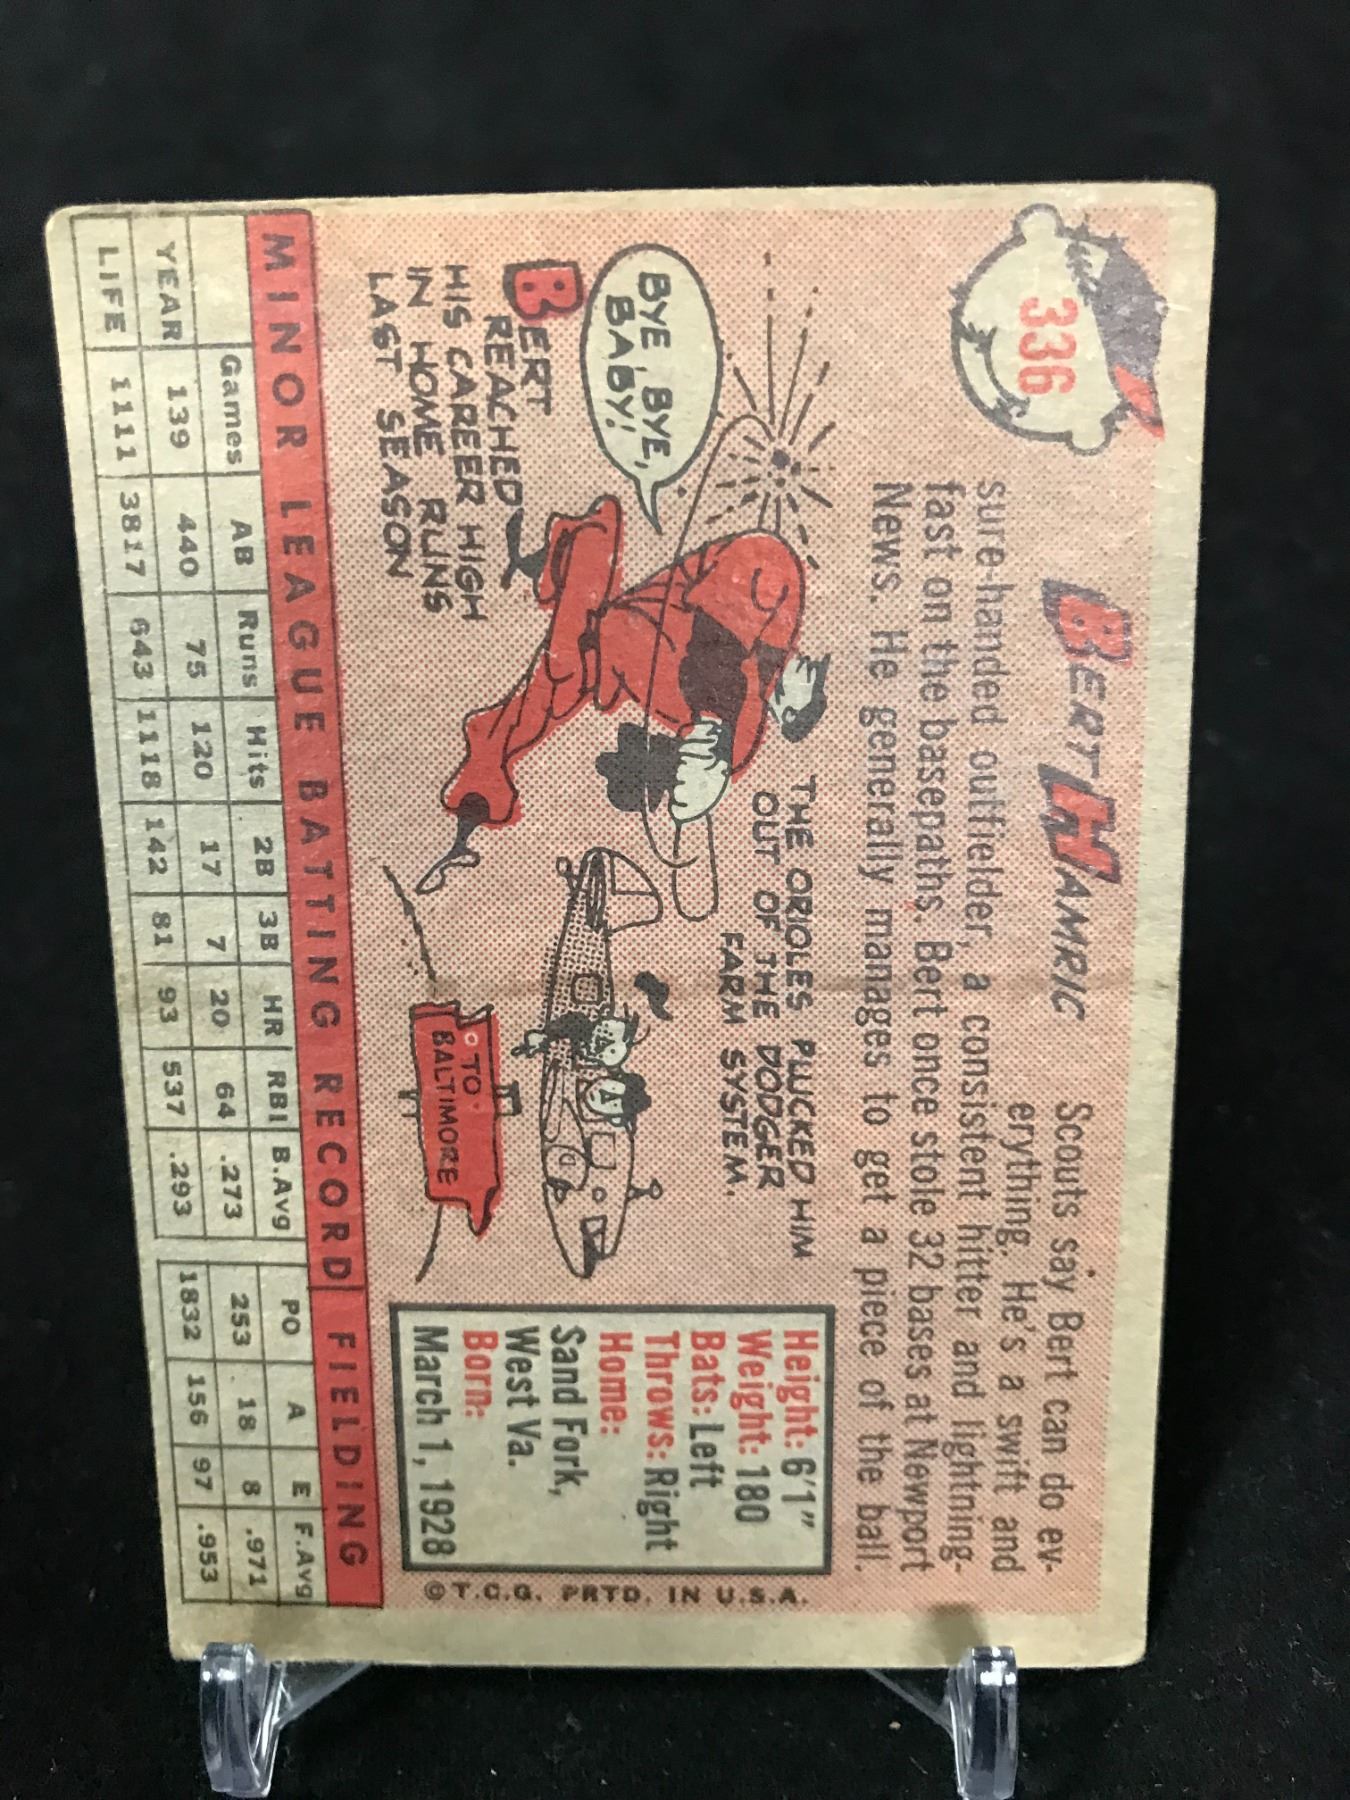 336
BERT HAMRIC
Scouts say Bert can do ev-
erything. He's a swift and
sure-handed outfielder, a consistent hitter and lightning-
fast on the basepaths. Bert once stole 32 bases at Newport
News. He generally manages to get a piece of the ball.
BYE, BYE,
BABY!
BERT
REACHED
HIS CAREER HIGH
IN HOME RUNS
LAST SEASON
THE ORIOLES PLUCKED HIM
OUT OF THE DODGER
FARM SYSTEM.
TO
BALTIMORE
Height: 6'1"
Weight: 180
Bats: Left
Throws: Right
Home:
Sand Fork,
West Va.
Born:
March 1, 1928
©T.C.G. PRTD. IN U.S.A.
MINOR LEAGUE BATTING RECORD FIELDING
Games AB Runs Hits 2B 3B HR RBI B.Avg PO A E F.Avg
YEAR 139 440 75 120 17 7 20 64 .273 253 18 8 .971
LIFE 1111 3817 643 1118 142 81 93 537 .293 1832 156 97 .953